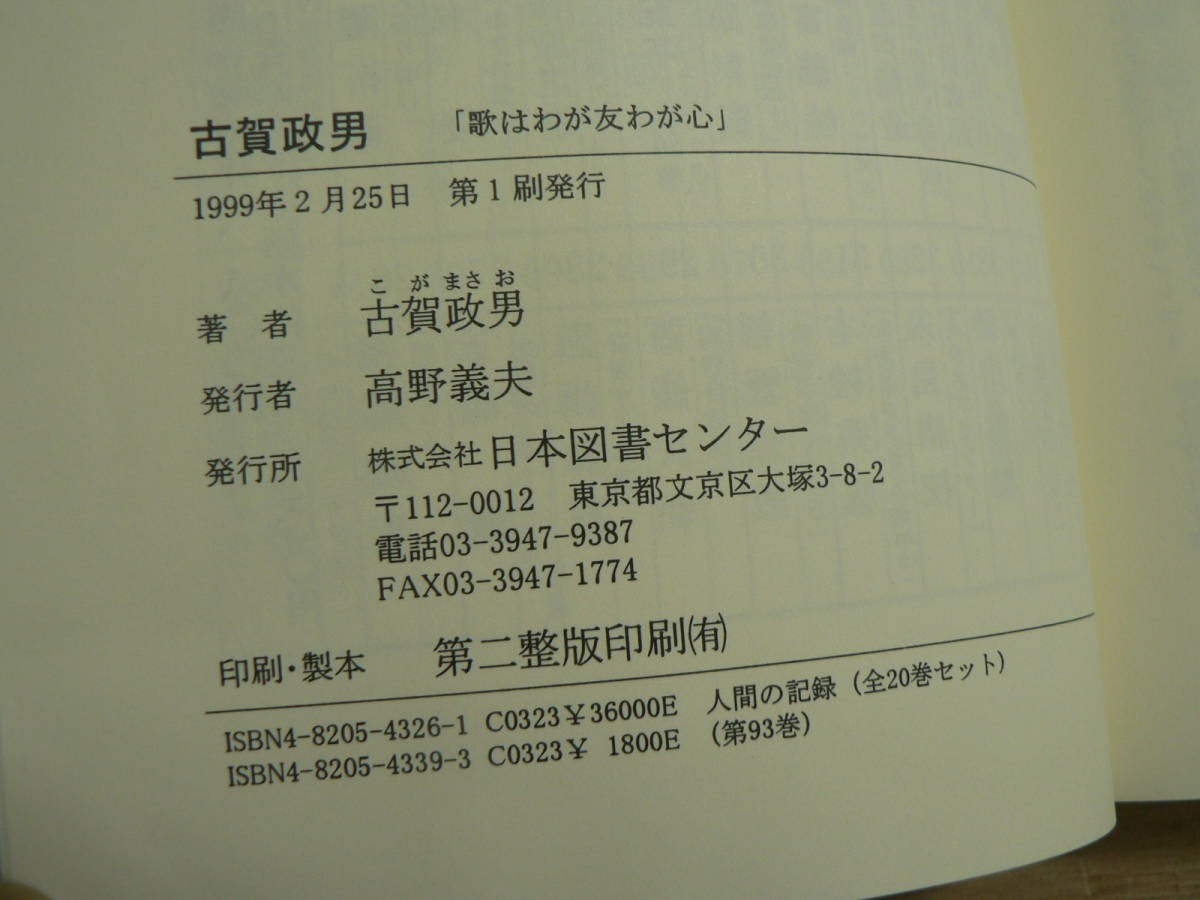 古賀政男 「歌はわが友わが心」
1999年2月25日 第1刷発行
こ が まさ お
著 者 古賀政男
発行者 高野義夫
発行所 株式会社 日本図書センター
〒112-0012 東京都文京区大塚3-8-2
電話03-3947-9387
FAX03-3947-1774
印刷・製本 第二整版印刷㈲
ISBN4-8205-4326-1 C0323¥36000E 人間の記録(全20巻セット)
ISBN4-8205-4339-3 C0323¥ 1800E (第93巻)